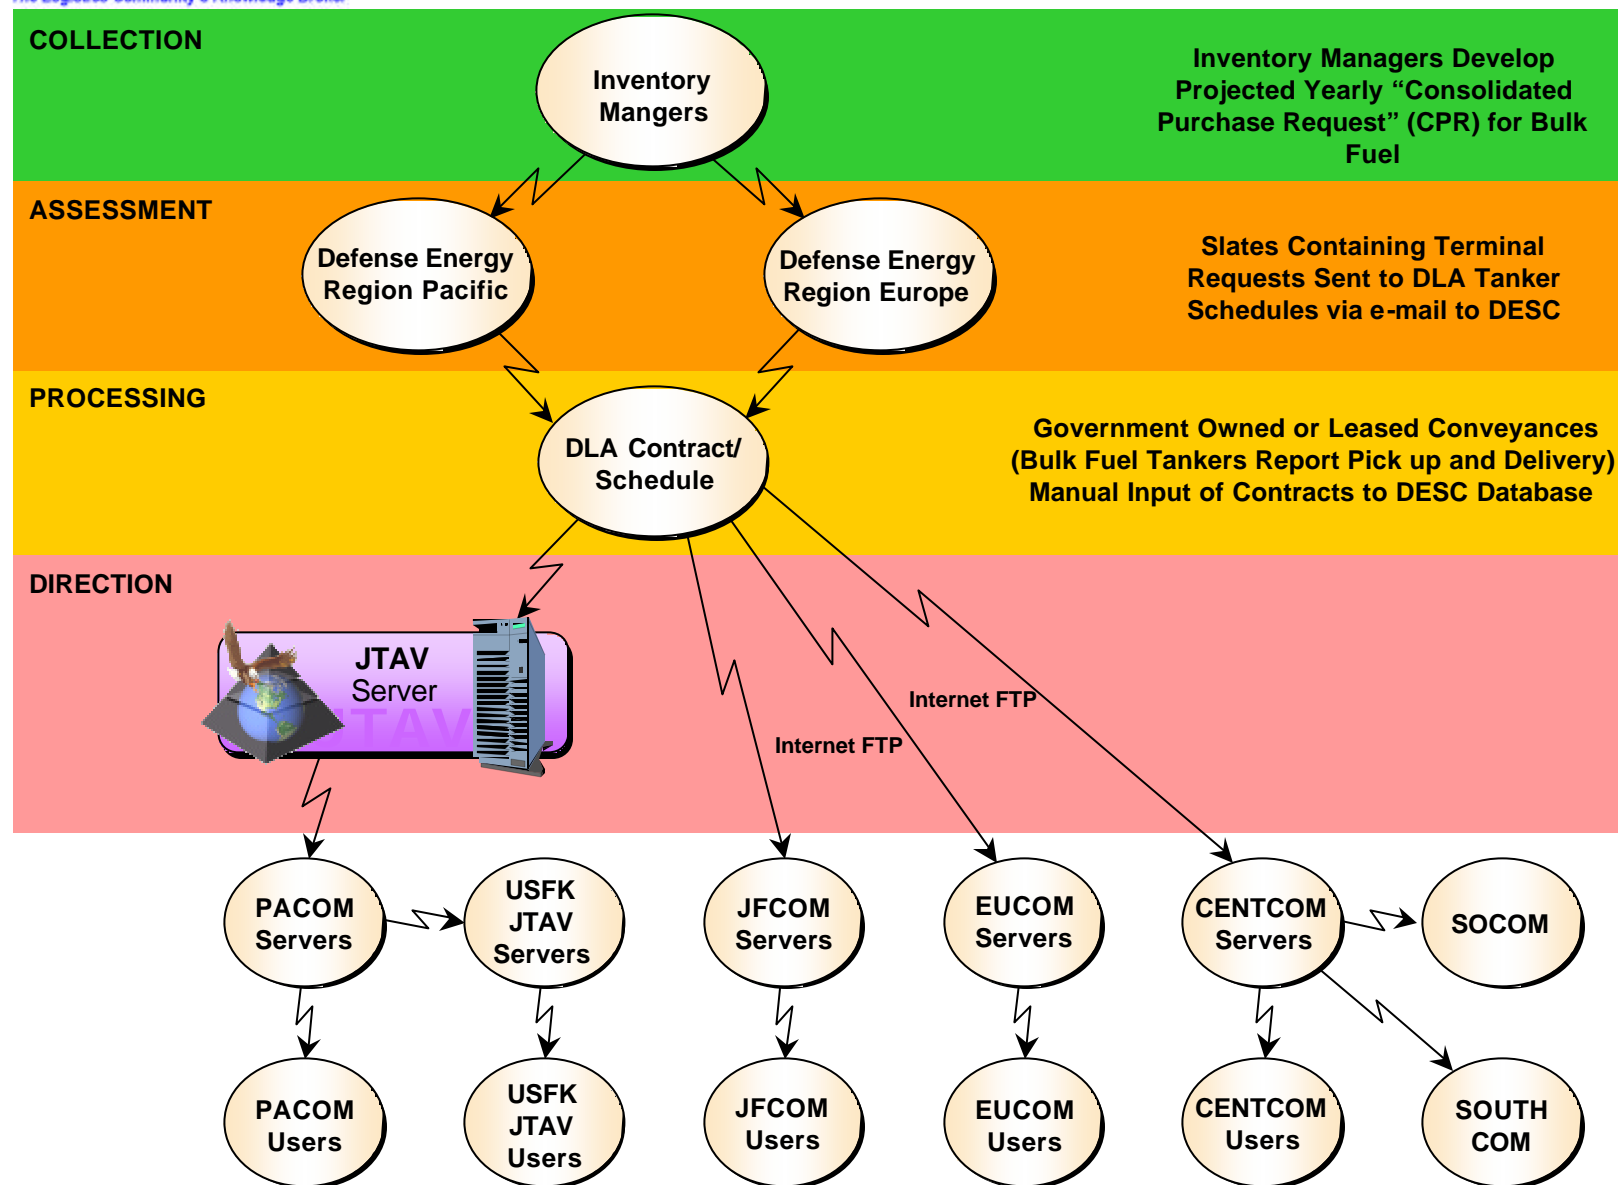 COLLECTION
Inventory
Mangers
Inventory Managers Develop
Projected Yearly “Consolidated
Purchase Request” (CPR) for Bulk
Fuel
ASSESSMENT
Defense Energy
Region Pacific
Defense Energy
Region Europe
Slates Containing Terminal
Requests Sent to DLA Tanker
Schedules via e-mail to DESC
PROCESSING
DLA Contract/
Schedule
Government Owned or Leased Conveyances
(Bulk Fuel Tankers Report Pick up and Delivery)
Manual Input of Contracts to DESC Database
DIRECTION
JTAV
Server
JTAV
Internet FTP
Internet FTP
PACOM
Servers
USFK
JTAV
Servers
JFCOM
Servers
EUCOM
Servers
CENTCOM
Servers
SOCOM
PACOM
Users
USFK
JTAV
Users
JFCOM
Users
EUCOM
Users
CENTCOM
Users
SOUTH
COM